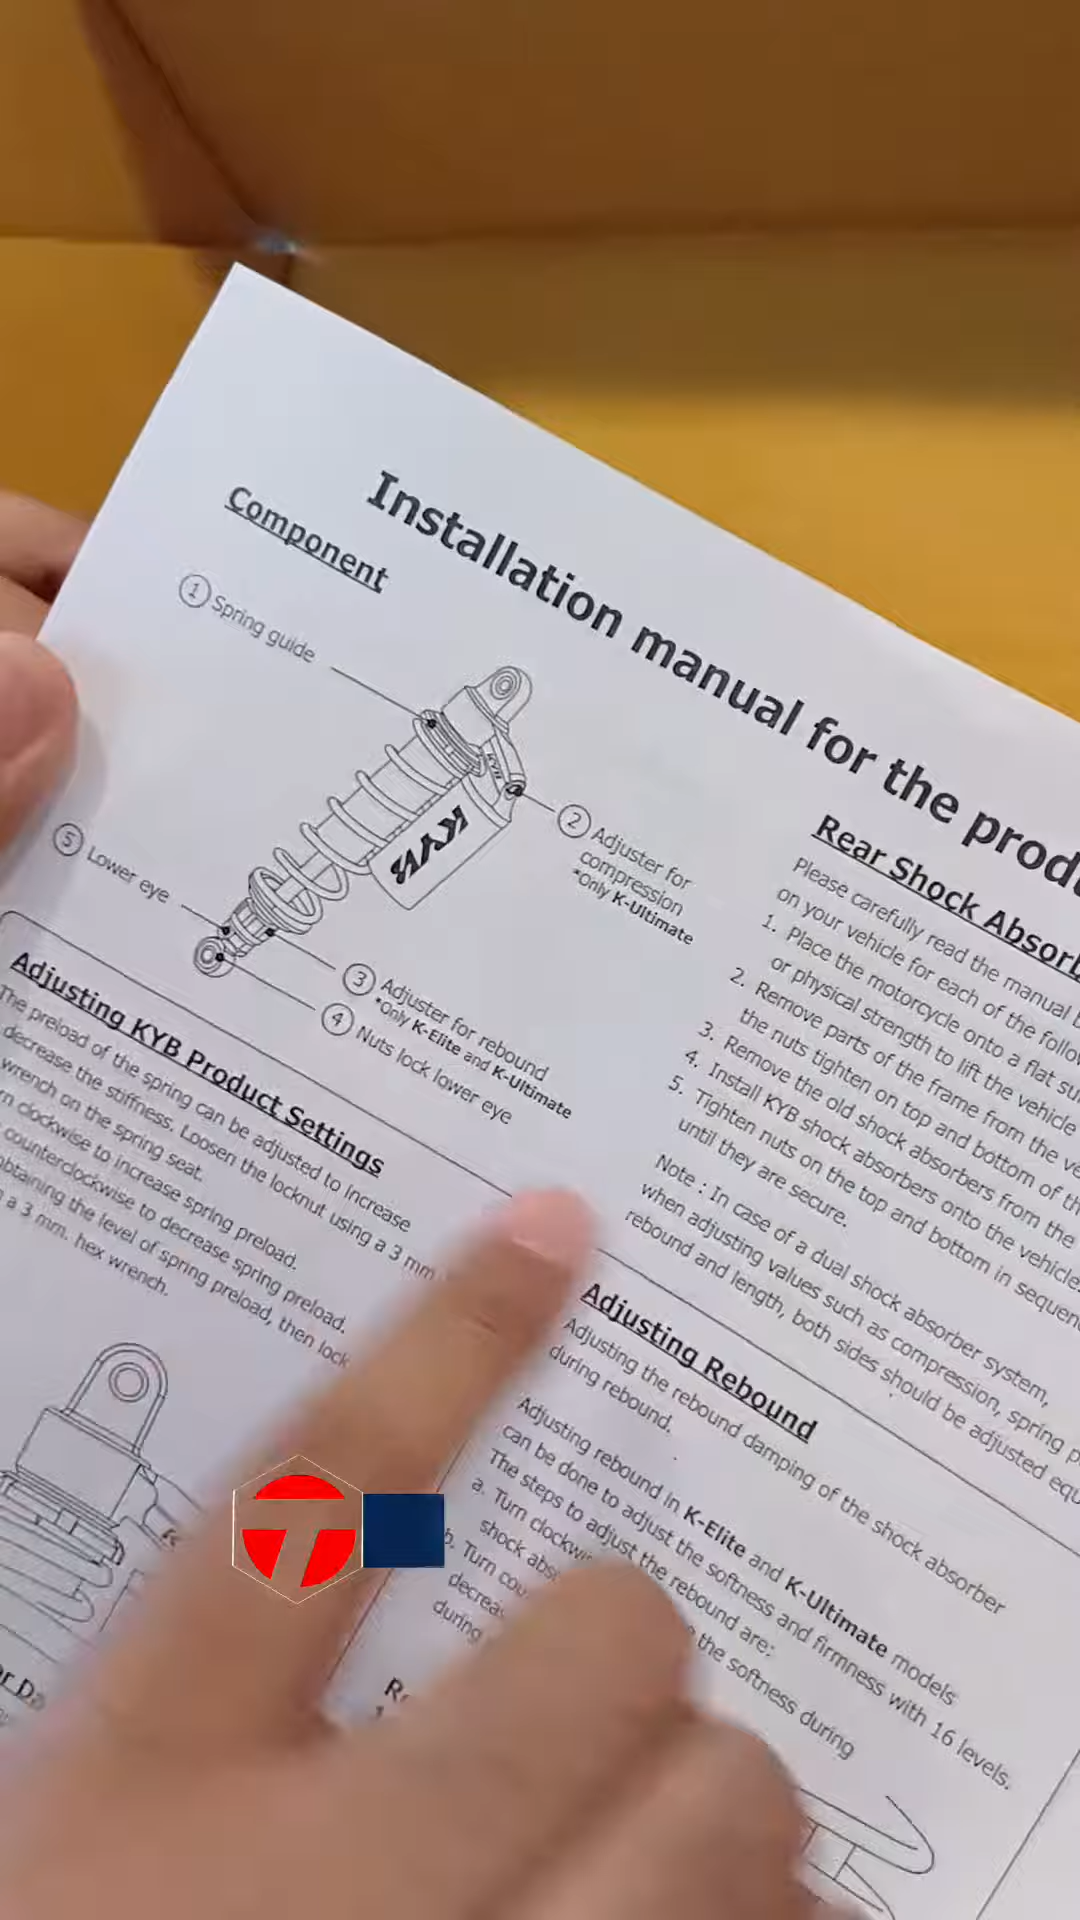 Installation manual for the
Component
① Spring guide
KYB
KYB
② Adjuster for
compression
*Only K-Ultimate
⑤ Lower eye
③ Adjuster for rebound
*Only K-Elite and K-Ultimate
④ Nuts lock lower eye
Rear Shock
Please carefully read the manual
on your vehicle for each of the
1. Place the motorcycle onto a flat
or physical strength to lift the vehicle
2. Remove parts of the frame from the
the nuts tighten on top and bottom of
3. Remove the old shock absorbers from the
4. Install KYB shock absorbers onto the vehicle.
5. Tighten nuts on the top and bottom in
until they are secure.
Note : In case of a dual shock absorber system,
when adjusting values such as compression, spring
rebound and length, both sides should be adjusted
Adjusting KYB Product Settings
The preload of the spring can be adjusted to increase
decrease the stiffness. Loosen the locknut using a 3 mm
wrench on the spring seat.
clockwise to increase spring preload.
counterclockwise to decrease spring preload.
the level of spring preload, then lock
a 3 mm. hex wrench.
Adjusting Rebound
Adjusting the rebound damping of the shock absorber
during rebound.
Adjusting rebound in K-Elite and K-Ultimate models
can be done to adjust the softness and firmness with 16 levels.
The steps to adjust the rebound are:
a. Turn
shock
b. Turn
the softness during
during